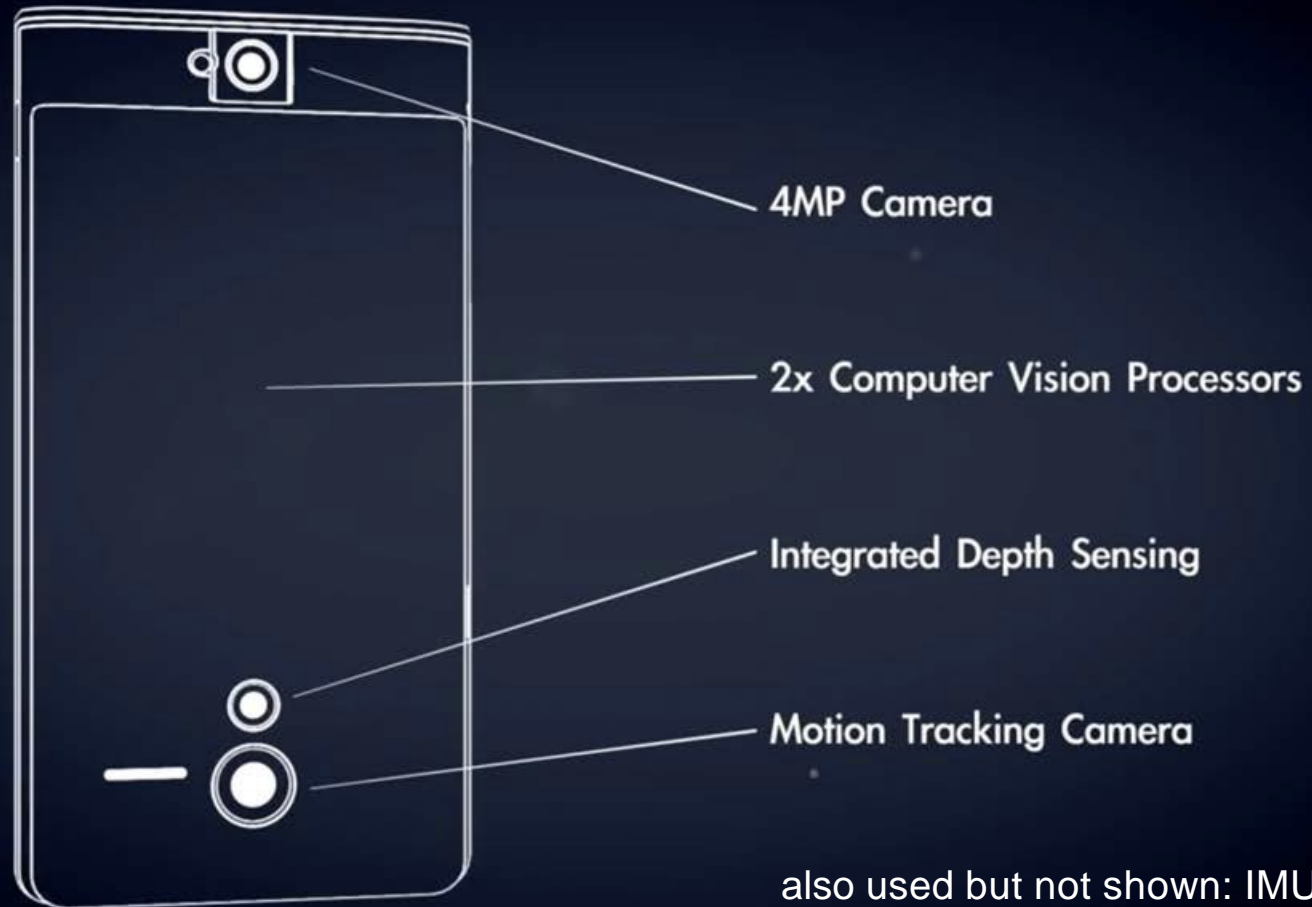 4MP Camera
2x Computer Vision Processors
Integrated Depth Sensing
Motion Tracking Camera
also used but not shown: IMU